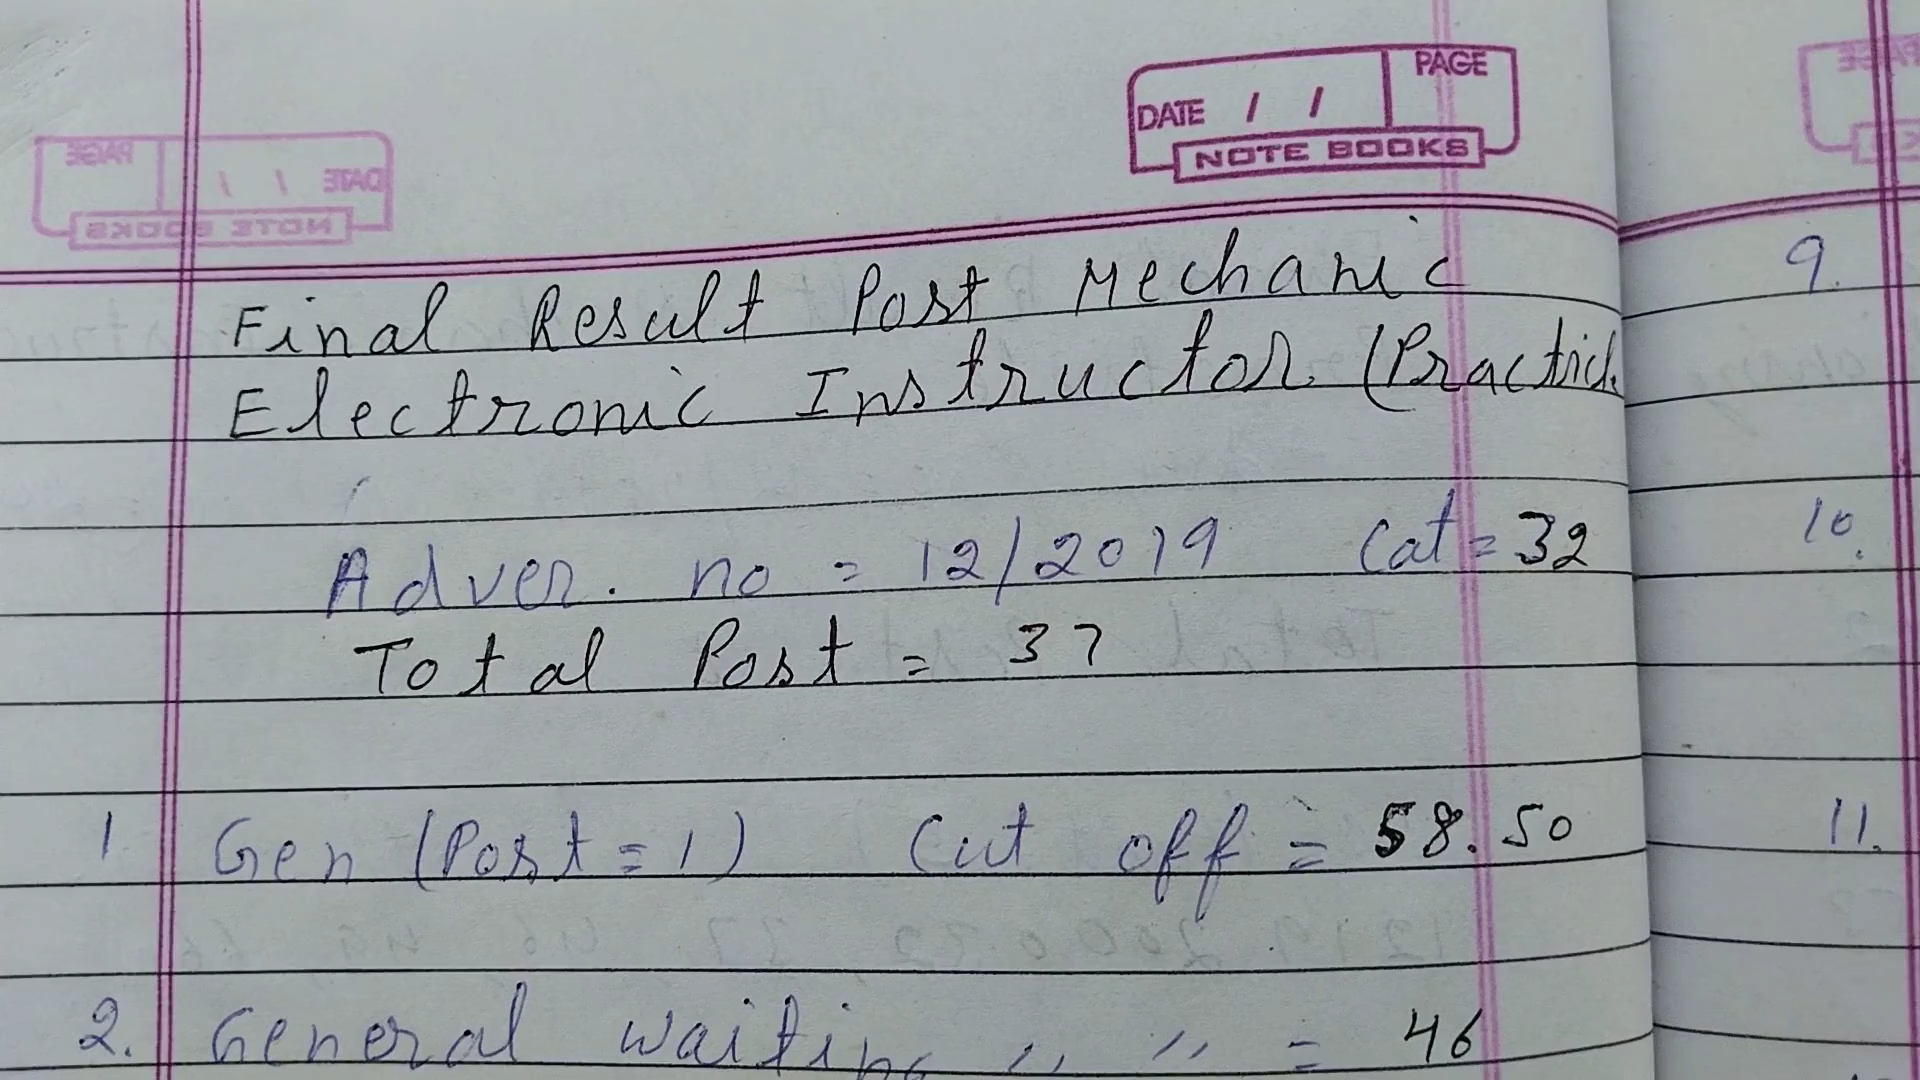 DATE / / PAGE
NOTE BOOKS
Final Result Post Mechanic
Electronic Instructor (Practicl
Adver. no = 12/2019 Cat = 32
Total Post = 37
1 Gen (Post = 1) Cut off = 58.50
2. General waiting " " = 46
9.
10.
11.